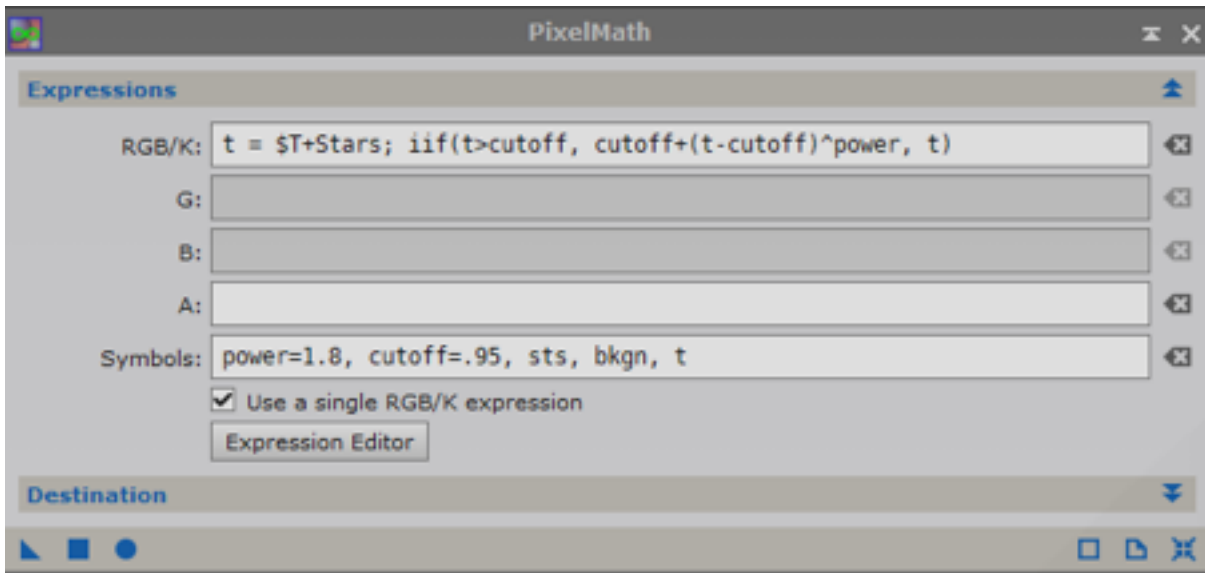 PixelMath
Expressions
RGB/K: t = $T+Stars; iif(t>cutoff, cutoff+(t-cutoff)^power, t)
G:
B:
A:
Symbols: power=1.8, cutoff=.95, sts, bkgn, t
Use a single RGB/K expression
Expression Editor
Destination